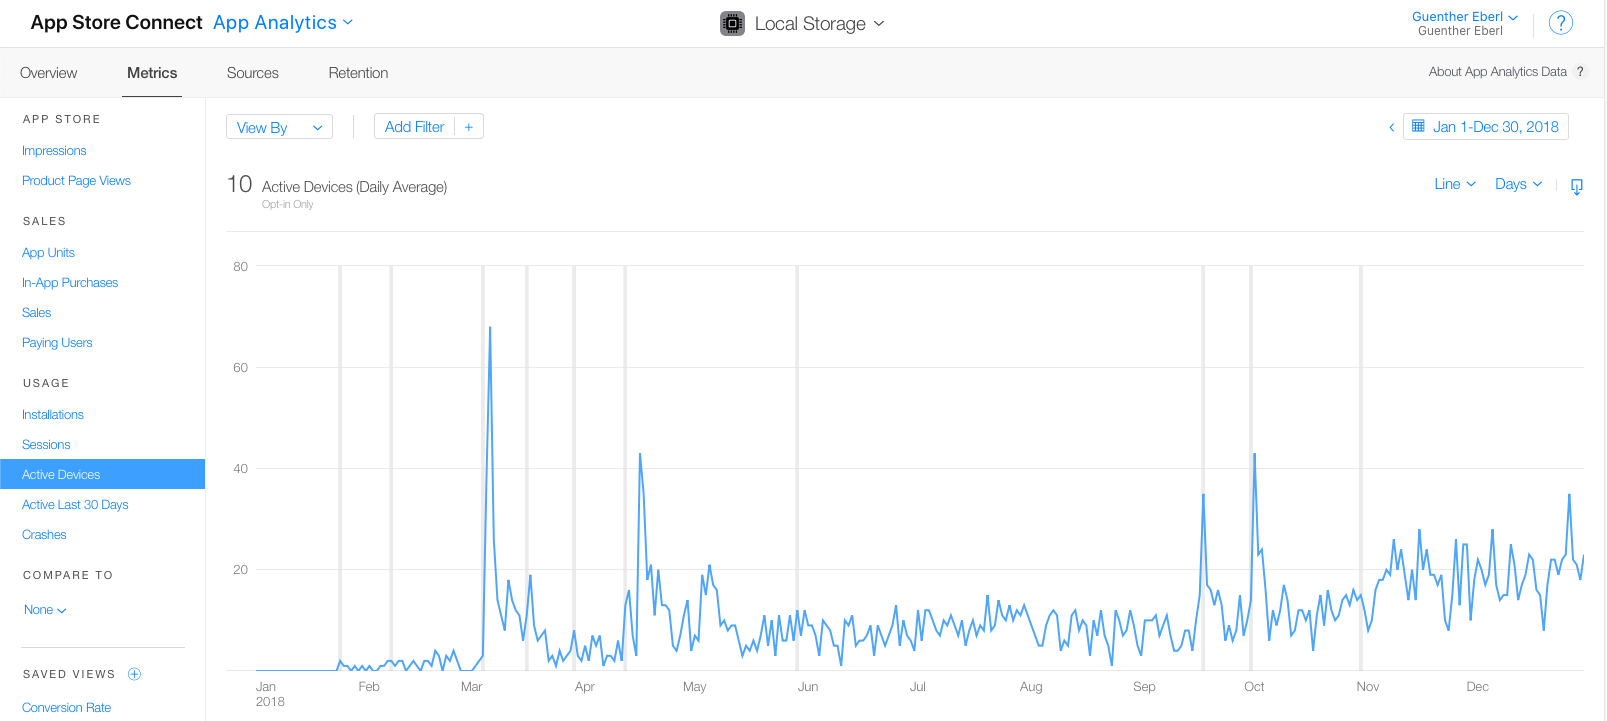 App Store Connect App Analytics
Local Storage
Guenther Eberl
Guenther Eberl
?
Overview
Metrics
Sources
Retention
About App Analytics Data ?
APP STORE
Impressions
Product Page Views
SALES
App Units
In-App Purchases
Sales
Paying Users
USAGE
Installations
Sessions
Active Devices
Active Last 30 Days
Crashes
COMPARE TO
None
SAVED VIEWS
Conversion Rate
View By
Add Filter +
Jan 1-Dec 30, 2018
10 Active Devices (Daily Average)
Opt-in Only
Line Days
80
60
40
20
Jan Feb Mar Apr May Jun Jul Aug Sep Oct Nov Dec
2018